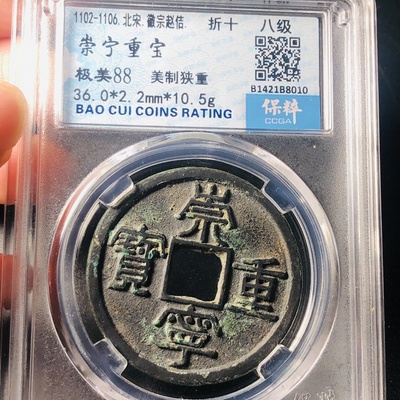 1102-1106.北宋.徽宗赵佶. 折十 八级
崇宁重宝
极美88 美制狭重
36.0*2.2mm*10.5g
BAO CUI COINS RATING
B1421B8010
保粹
CCGA
崇
寶 重
寧